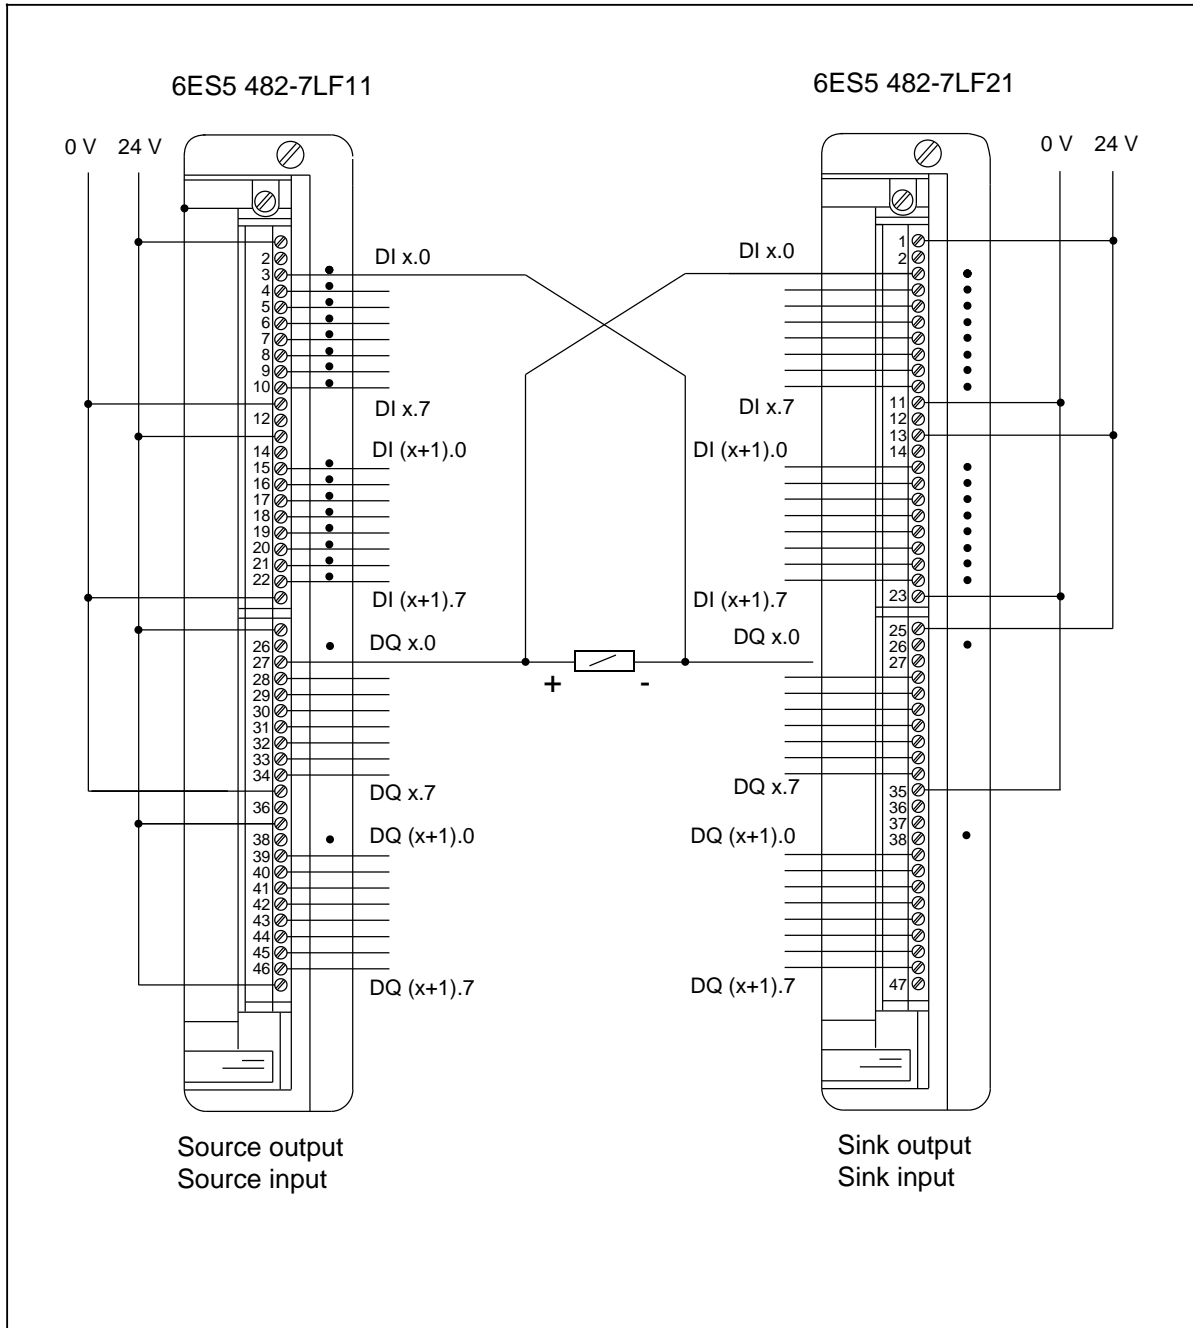 6ES5 482-7LF11
6ES5 482-7LF21
0 V 24 V
0 V 24 V
2
3
4
5
6
7
8
9
10
12
14
15
16
17
18
19
20
21
22
26
27
28
29
30
31
32
33
34
36
38
39
40
41
42
43
44
45
46
DI x.0
DI x.7
DI (x+1).0
DI (x+1).7
DQ x.0
DQ x.7
DQ (x+1).0
DQ (x+1).7
+ -
DI x.0
DI x.7
DI (x+1).0
DI (x+1).7
DQ x.0
DQ x.7
DQ (x+1).0
DQ (x+1).7
1
2
11
12
13
14
23
25
26
27
35
36
37
38
47
Source output
Source input
Sink output
Sink input